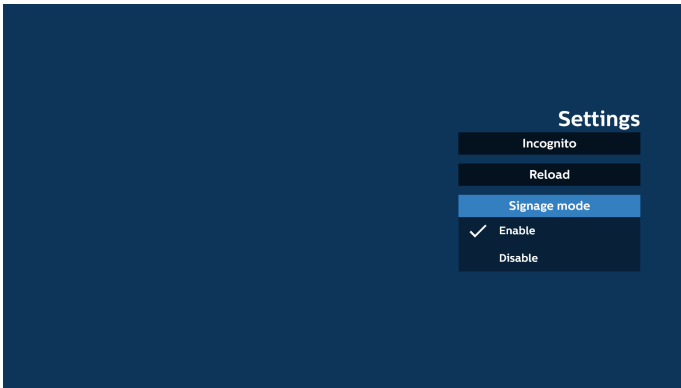 Settings
Incognito
Reload
Signage mode
Enable
Disable